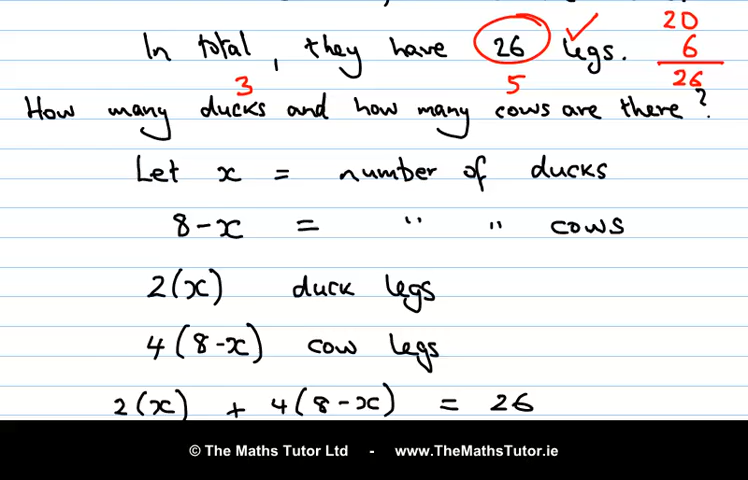 In total, they have 26 ✓ legs.
20
6
26
3
5
How many ducks and how many cows are there?
Let x = number of ducks
8-x = " " cows
2(x) duck legs
4(8-x) cow legs
2(x) + 4(8-x) = 26
© The Maths Tutor Ltd - www.TheMathsTutor.ie